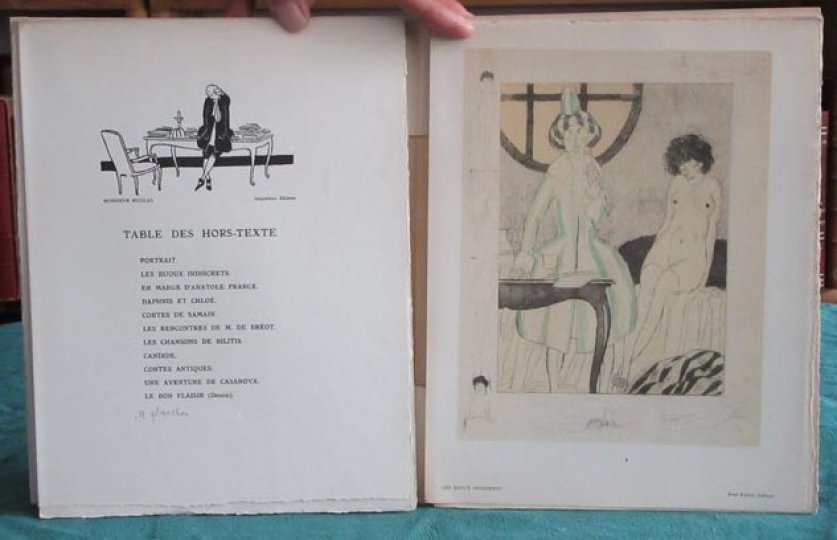 MONSIEUR NICOLAS
TABLE DES HORS-TEXTE
PORTRAIT.
LES BIJOUX INDISCRETS.
EN MARGE D'ANATOLE FRANCE.
DAPHNIS ET CHLOÉ.
CONTES DE SAMAIN.
LES RENCONTRES DE M. DE BRÉOT.
LES CHANSONS DE BILITIS.
CANDIDE.
CONTES ANTIQUES.
UNE AVENTURE DE CASANOVA.
LE BON PLAISIR (Dessin).
LES BIJOUX INDISCRETS